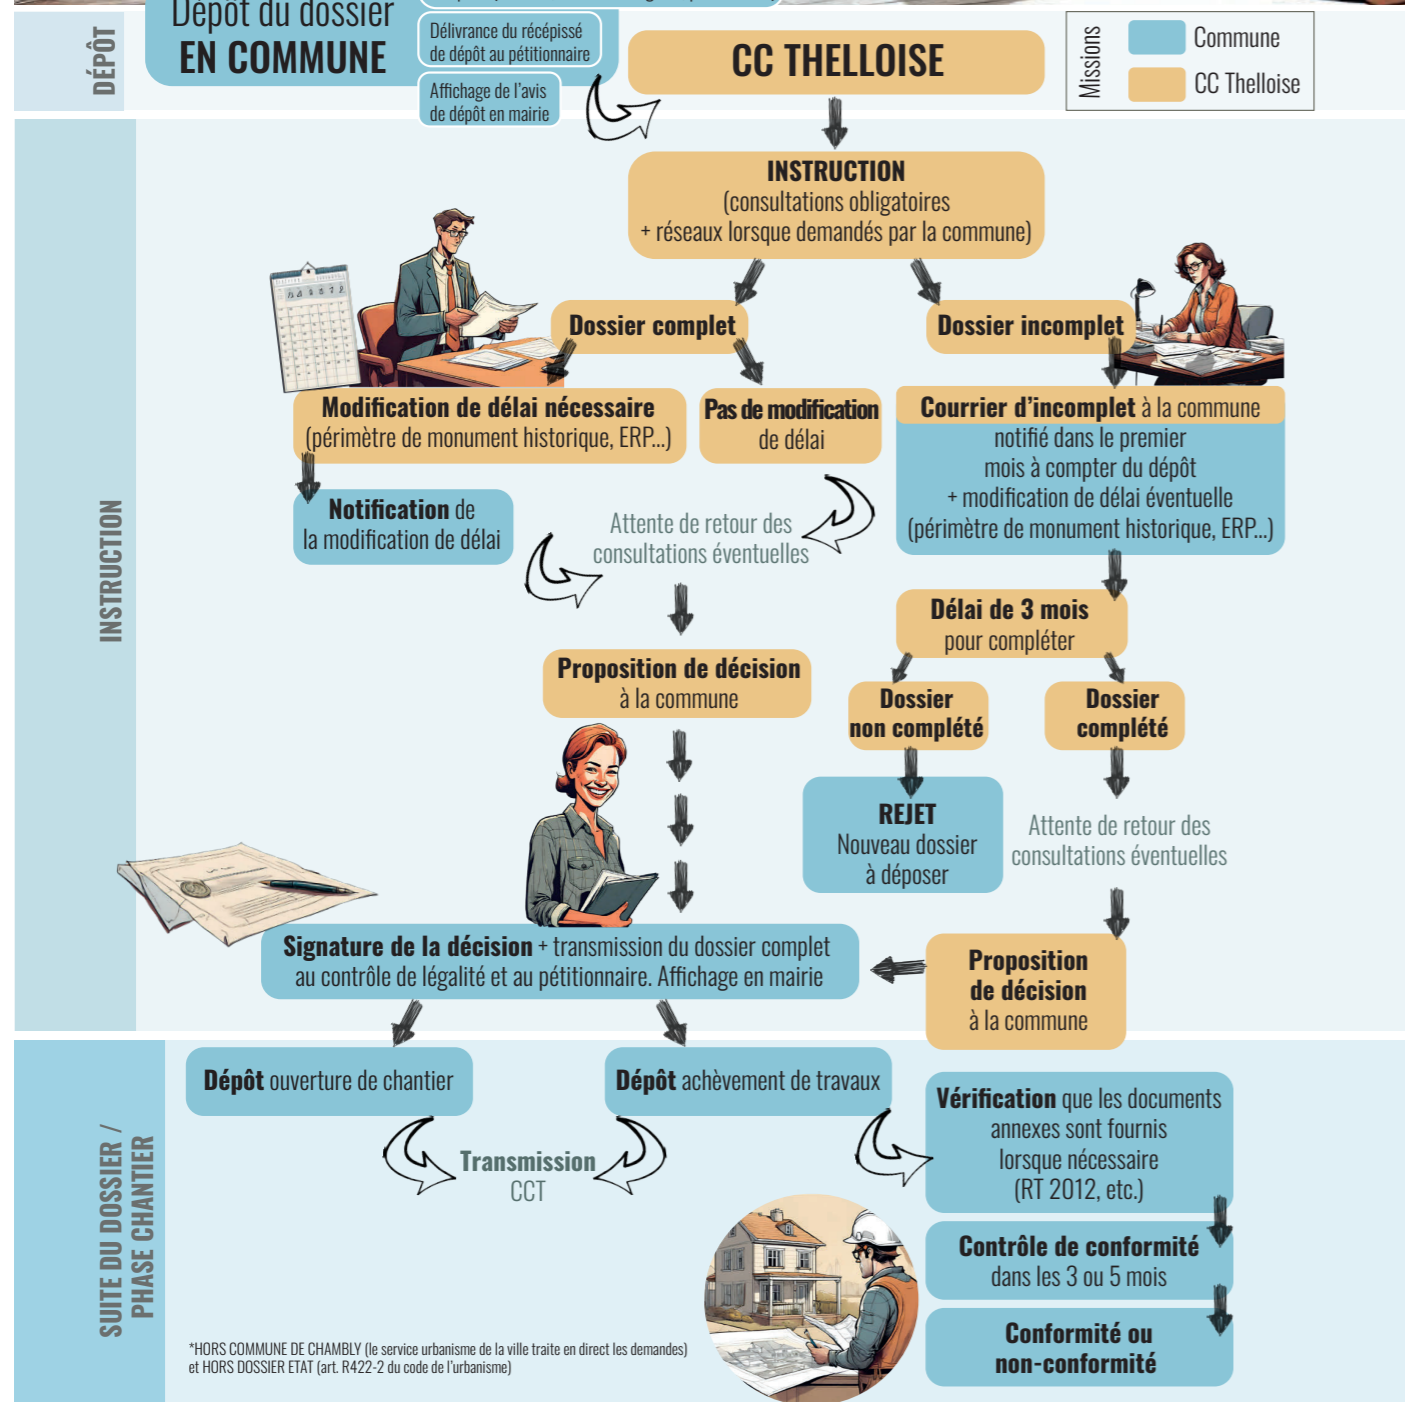 DÉPÔT
Dépôt du dossier
EN COMMUNE
Délivrance du récépissé
de dépôt au pétitionnaire
Affichage de l'avis
de dépôt en mairie
CC THELLOISE
Missions
Commune
CC Thelloise
INSTRUCTION
INSTRUCTION
(consultations obligatoires
+ réseaux lorsque demandés par la commune)
Dossier complet
Dossier incomplet
Modification de délai nécessaire
(périmètre de monument historique, ERP...)
Pas de modification
de délai
Courrier d'incomplet à la commune
notifié dans le premier
mois à compter du dépôt
+ modification de délai éventuelle
(périmètre de monument historique, ERP...)
Notification de
la modification de délai
Attente de retour des
consultations éventuelles
Délai de 3 mois
pour compléter
Proposition de décision
à la commune
Dossier
non complété
Dossier
complété
REJET
Nouveau dossier
à déposer
Attente de retour des
consultations éventuelles
Signature de la décision + transmission du dossier complet
au contrôle de légalité et au pétitionnaire. Affichage en mairie
Proposition
de décision
à la commune
SUITE DU DOSSIER /
PHASE CHANTIER
Dépôt ouverture de chantier
Dépôt achèvement de travaux
Transmission
CCT
Vérification que les documents
annexes sont fournis
lorsque nécessaire
(RT 2012, etc.)
Contrôle de conformité
dans les 3 ou 5 mois
Conformité ou
non-conformité
*HORS COMMUNE DE CHAMBLY (le service urbanisme de la ville traite en direct les demandes)
et HORS DOSSIER ETAT (art. R422-2 du code de l'urbanisme)